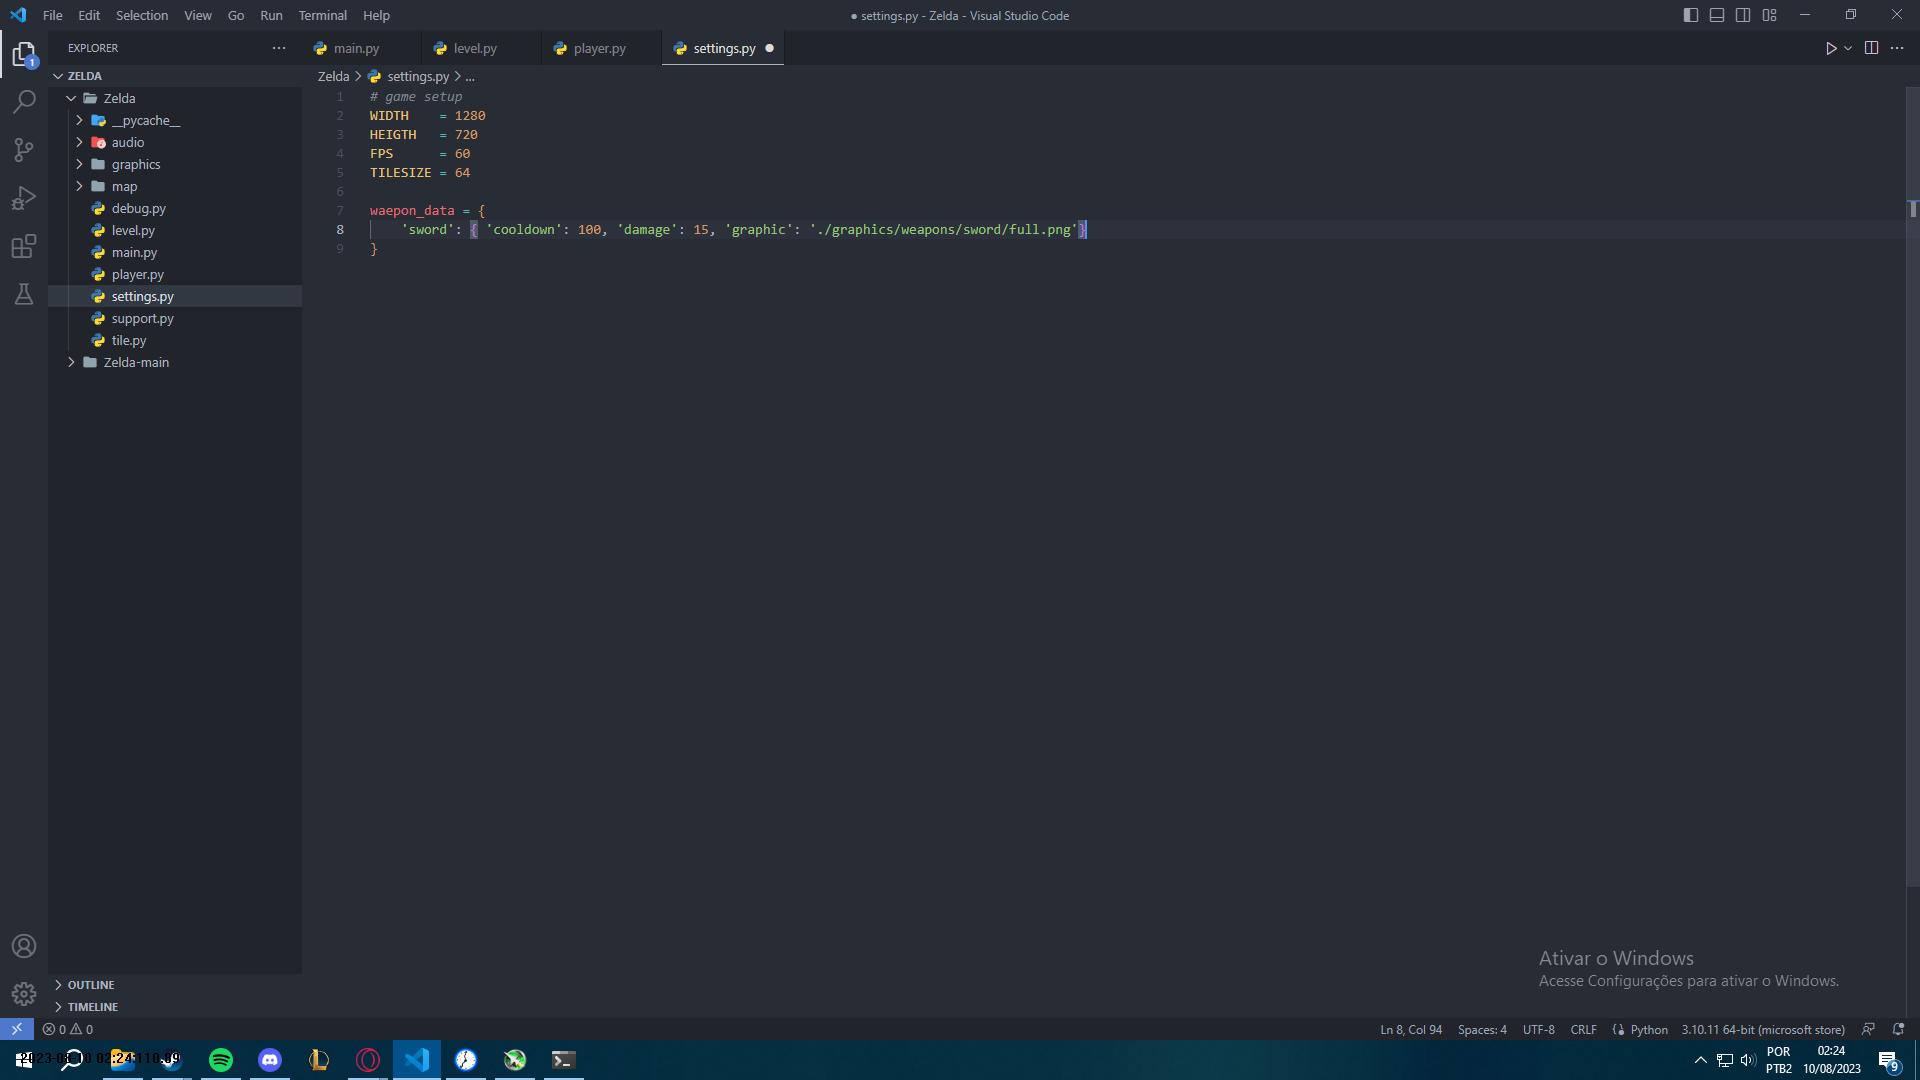 File Edit Selection View Go Run Terminal Help
● settings.py - Zelda - Visual Studio Code
EXPLORER
main.py
level.py
player.py
settings.py
ZELDA
Zelda > settings.py > ...
1
Zelda
__pycache__
audio
graphics
map
debug.py
level.py
main.py
player.py
settings.py
support.py
tile.py
Zelda-main
1 # game setup
2 WIDTH = 1280
3 HEIGTH = 720
4 FPS = 60
5 TILESIZE = 64
6
7 waepon_data = {
8 'sword': { 'cooldown': 100, 'damage': 15, 'graphic': './graphics/weapons/sword/full.png'}
9 }
Ativar o Windows
Acesse Configurações para ativar o Windows.
OUTLINE
TIMELINE
0 0
Ln 8, Col 94 Spaces: 4 UTF-8 CRLF Python 3.10.11 64-bit (microsoft store)
POR
PTB2
02:24
10/08/2023
9